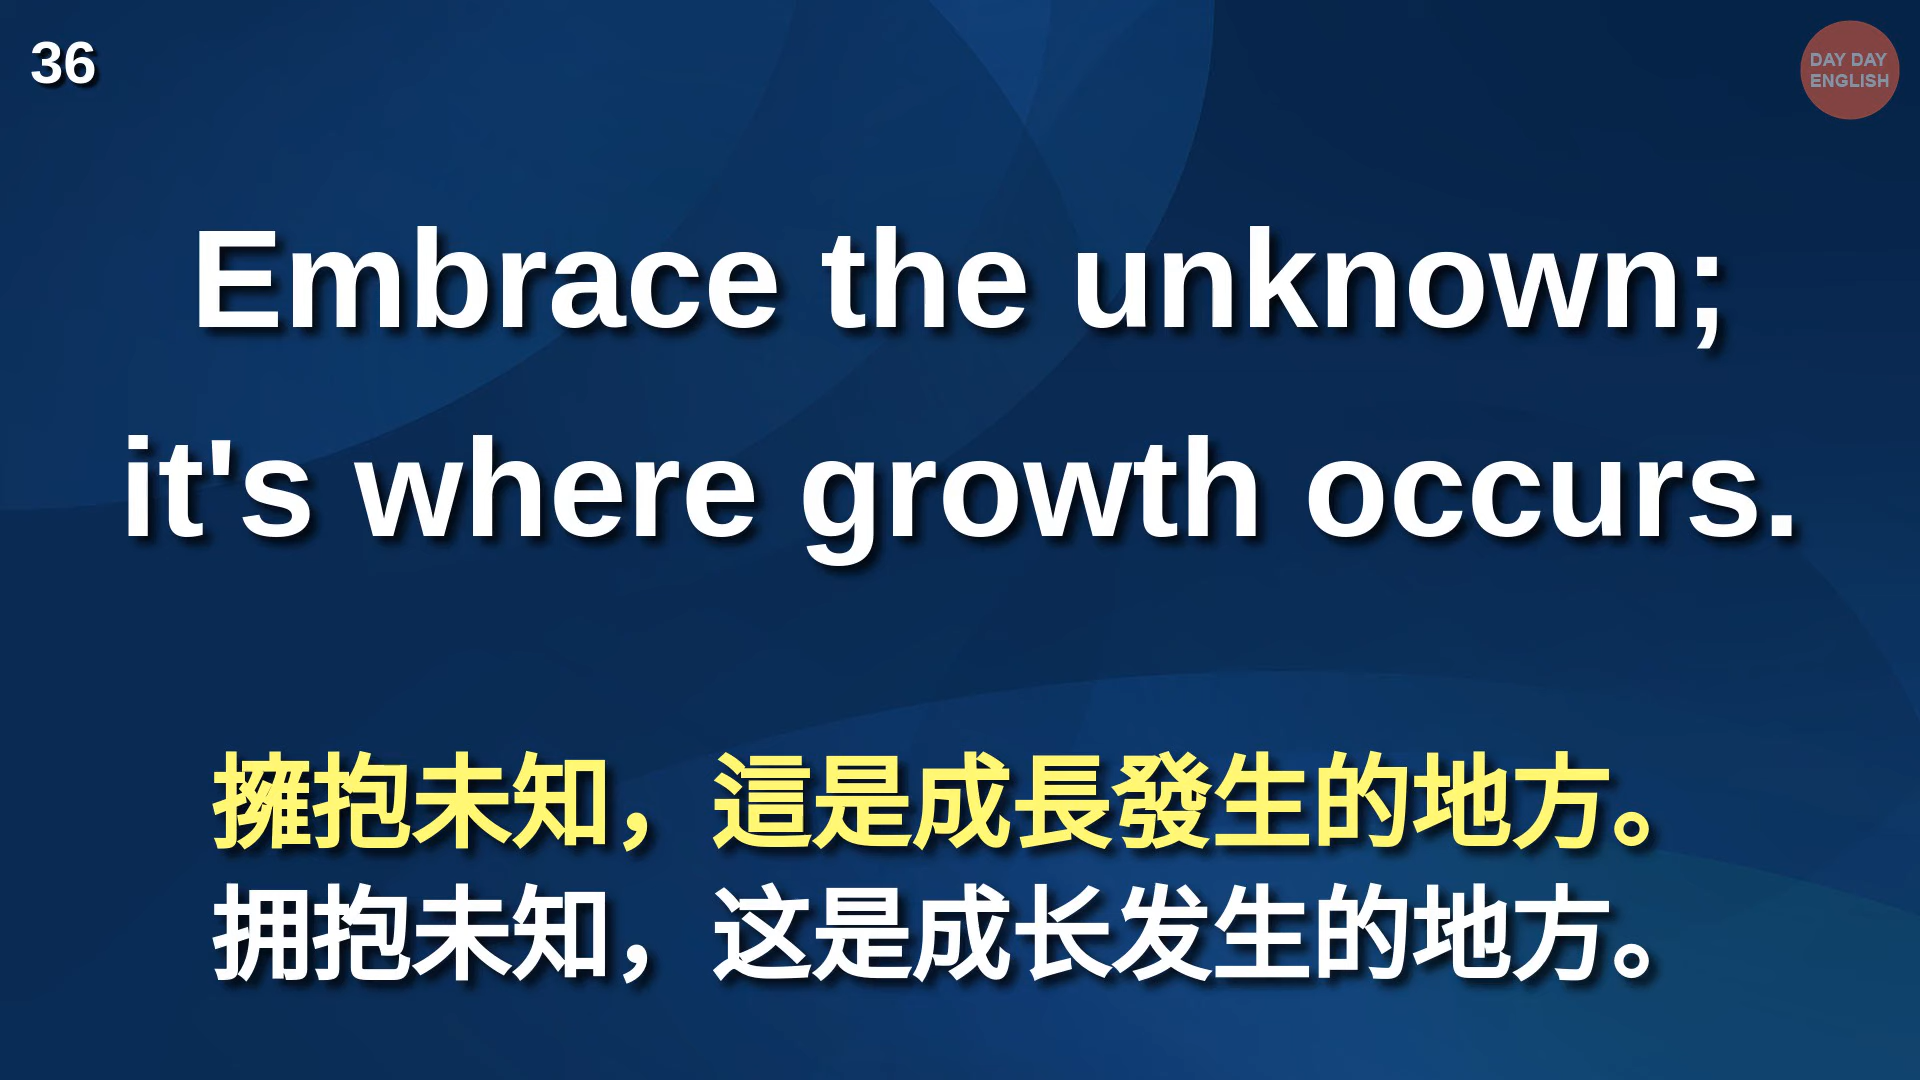 36
DAY DAY
ENGLISH
Embrace the unknown;
it's where growth occurs.
擁抱未知，這是成長發生的地方。
拥抱未知，这是成长发生的地方。